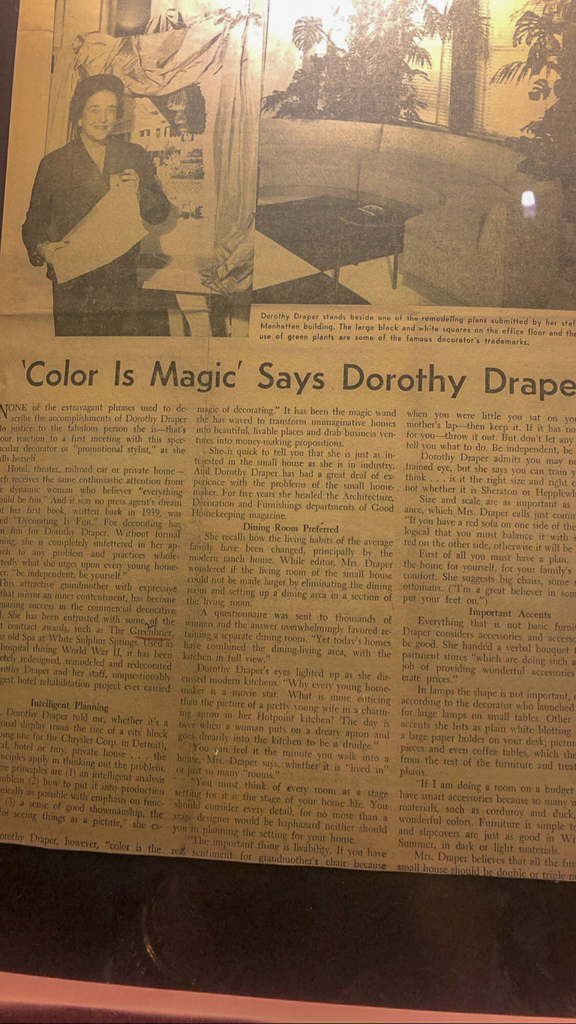 Dorothy Draper stands beside one of the remodeling plans submitted by her staf
Manhattan building. The large black and white squares on the office floor and the
use of green plants are some of the famous decorator's trademarks.
'Color Is Magic' Says Dorothy Drape
NONE of the extravagant phrases used to de-
scribe the accomplishments of Dorothy Draper
do justice to the fabulous person she is—that's
our reaction to a first meeting with this spec-
tacular decorator or "promotional stylist," as she
calls herself.
Hotel, theater, railroad car or private home—
ch receives the same enthusiastic attention from
e dynamic woman who believes "everything
ould be fun." And it was no press agent's dream
at her first book, written back in 1939, was
ed "Decorating Is Fun." For decorating has
n fun for Dorothy Draper. Without formal
ning, she is completely unfettered in her ap-
ch to any problem and practices whole-
tedly what she urges upon every home-
er: "be independent, be yourself."
This attractive grandmother with expressive
that mirror an inner contentment, has become
mazing success in the commercial decorative
She has been entrusted with some of the
t contract awards, such as The Greenbrier,
n old Spa at White Sulphur Springs. Used as
hospital during World War II, it has been
etely redesigned, remodeled and redecorated
orothy Draper and her staff, unquestionably
gest hotel rehabilitation project ever carried
Intelligent Planning
Dorothy Draper told me, whether it's a
ional display room the size of a city block
oing one for the Chrysler Corp. in Detroit),
al, hotel or tiny, private house . . . . the
nciples apply in thinking out the problem.
e principles are (1) an intelligent analysis
oblem (2) how to put it into production
mically as possible with emphasis on func-
(3) a sense of good showmanship, the
for seeing things as a picture," she ex-
orothy Draper, however, "color is the
magic of decorating." It has been the magic wand
she has waved to transform unimaginative homes
into beautiful, livable places and drab business ven-
tures into money-making propositions.
She is quick to tell you that she is just as in-
terested in the small house as she is in industry.
And Dorothy Draper has had a great deal of ex-
perience with the problems of the small home-
maker. For five years she headed the Architecture,
Decoration and Furnishings departments of Good
Housekeeping magazine.
Dining Room Preferred
She recalls how the living habits of the average
family have been changed, principally by the
modern ranch house. While editor, Mrs. Draper
wondered if the living room of the small house
could not be made larger by eliminating the dining
room and setting up a dining area in a section of
the living room.
A questionnaire was sent to thousands of
women and the answer overwhelmingly favored re-
taining a separate dining room. "Yet today's homes
have combined the dining-living area, with the
kitchen in full view."
Dorothy Draper's eyes lighted up as she dis-
cussed modern kitchens. "Why every young home-
maker is a movie star. What is more enticing
than the picture of a pretty young wife in a charm-
ing apron in her Hotpoint kitchen? The day is
over when a woman puts on a dreary apron and
goes drearily into the kitchen to be a drudge."
You can feel it the minute you walk into a
house, Mrs. Draper says, whether it is "lived in"
or just so many "rooms."
"You must think of every room as a stage
setting for it is the stage of your home life. You
should consider every detail, for no more than a
stage designer would be haphazard neither should
you in planning the setting for your home.
"The important thing is livability. If you have
real sentiment for grandmother's chair because
when you were little you sat on you
mother's lap—then keep it. If it has no
for you—throw it out. But don't let any
tell you what to do. Be independent, be
Dorothy Draper admits you may n
trained eye, but she says you can train y
think . . . is it the right size and right c
not whether it is Sheraton or Hepplewh
Size and scale are as important as
ance, which Mrs. Draper calls just comm
"If you have a red sofa on one side of the
logical that you must balance it with s
red on the other side, otherwise it will be
First of all you must have a plan.
the home for yourself, for your family's
comfort. She suggests big chairs, some
ottomans. ("I'm a great believer in som
put your feet on.")
Important Accents
Everything that is not basic furni
Draper considers accessories and accesso
be good. She handed a verbal bouquet t
partment stores "which are doing such a
job of providing wonderful accessories
erate prices."
In lamps the shape is not important,
according to the decorator who launched
for large lamps on small tables. Other
accents she lists as plain white blotting
a large paper holder on your desk; pictur
pieces and even coffee tables, which she
from the rest of the furniture and treat
phasis.
"If I am doing a room on a budget
have smart accessories because so many in
materials, such as corduroy and duck,
wonderful colors. Furniture is simple t
and slipcovers are just as good in Wi
Summer, in dark or light materials.
Mrs. Draper believes that all the fur
small house should be double or triple